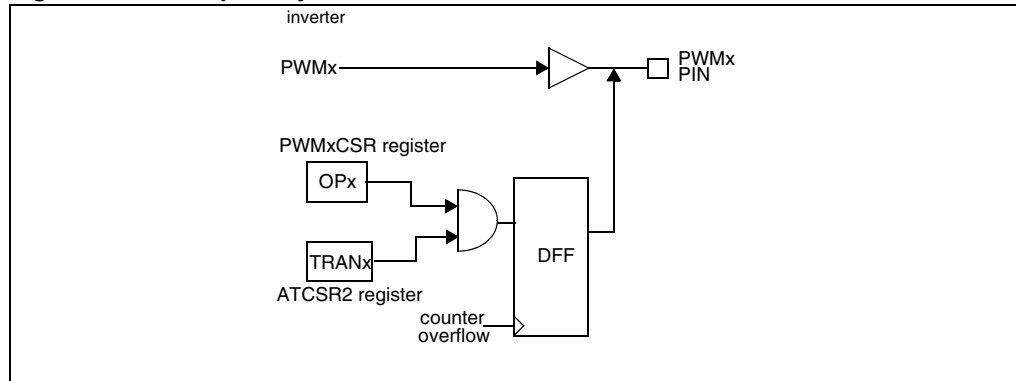 inverter
PWMx
PWMx
PIN
PWMxCSR register
OPx
TRANx
DFF
ATCSR2 register
counter
overflow